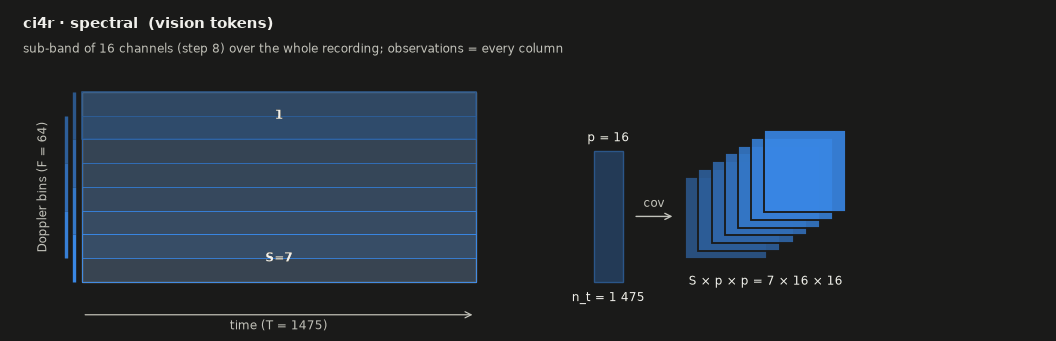 ci4r · spectral  (vision tokens)
sub-band of 16 channels (step 8) over the whole recording; observations = every column
Doppler bins (F = 64)
1
S=7
time (T = 1475)
p = 16
n_t = 1 475
cov
S × p × p = 7 × 16 × 16